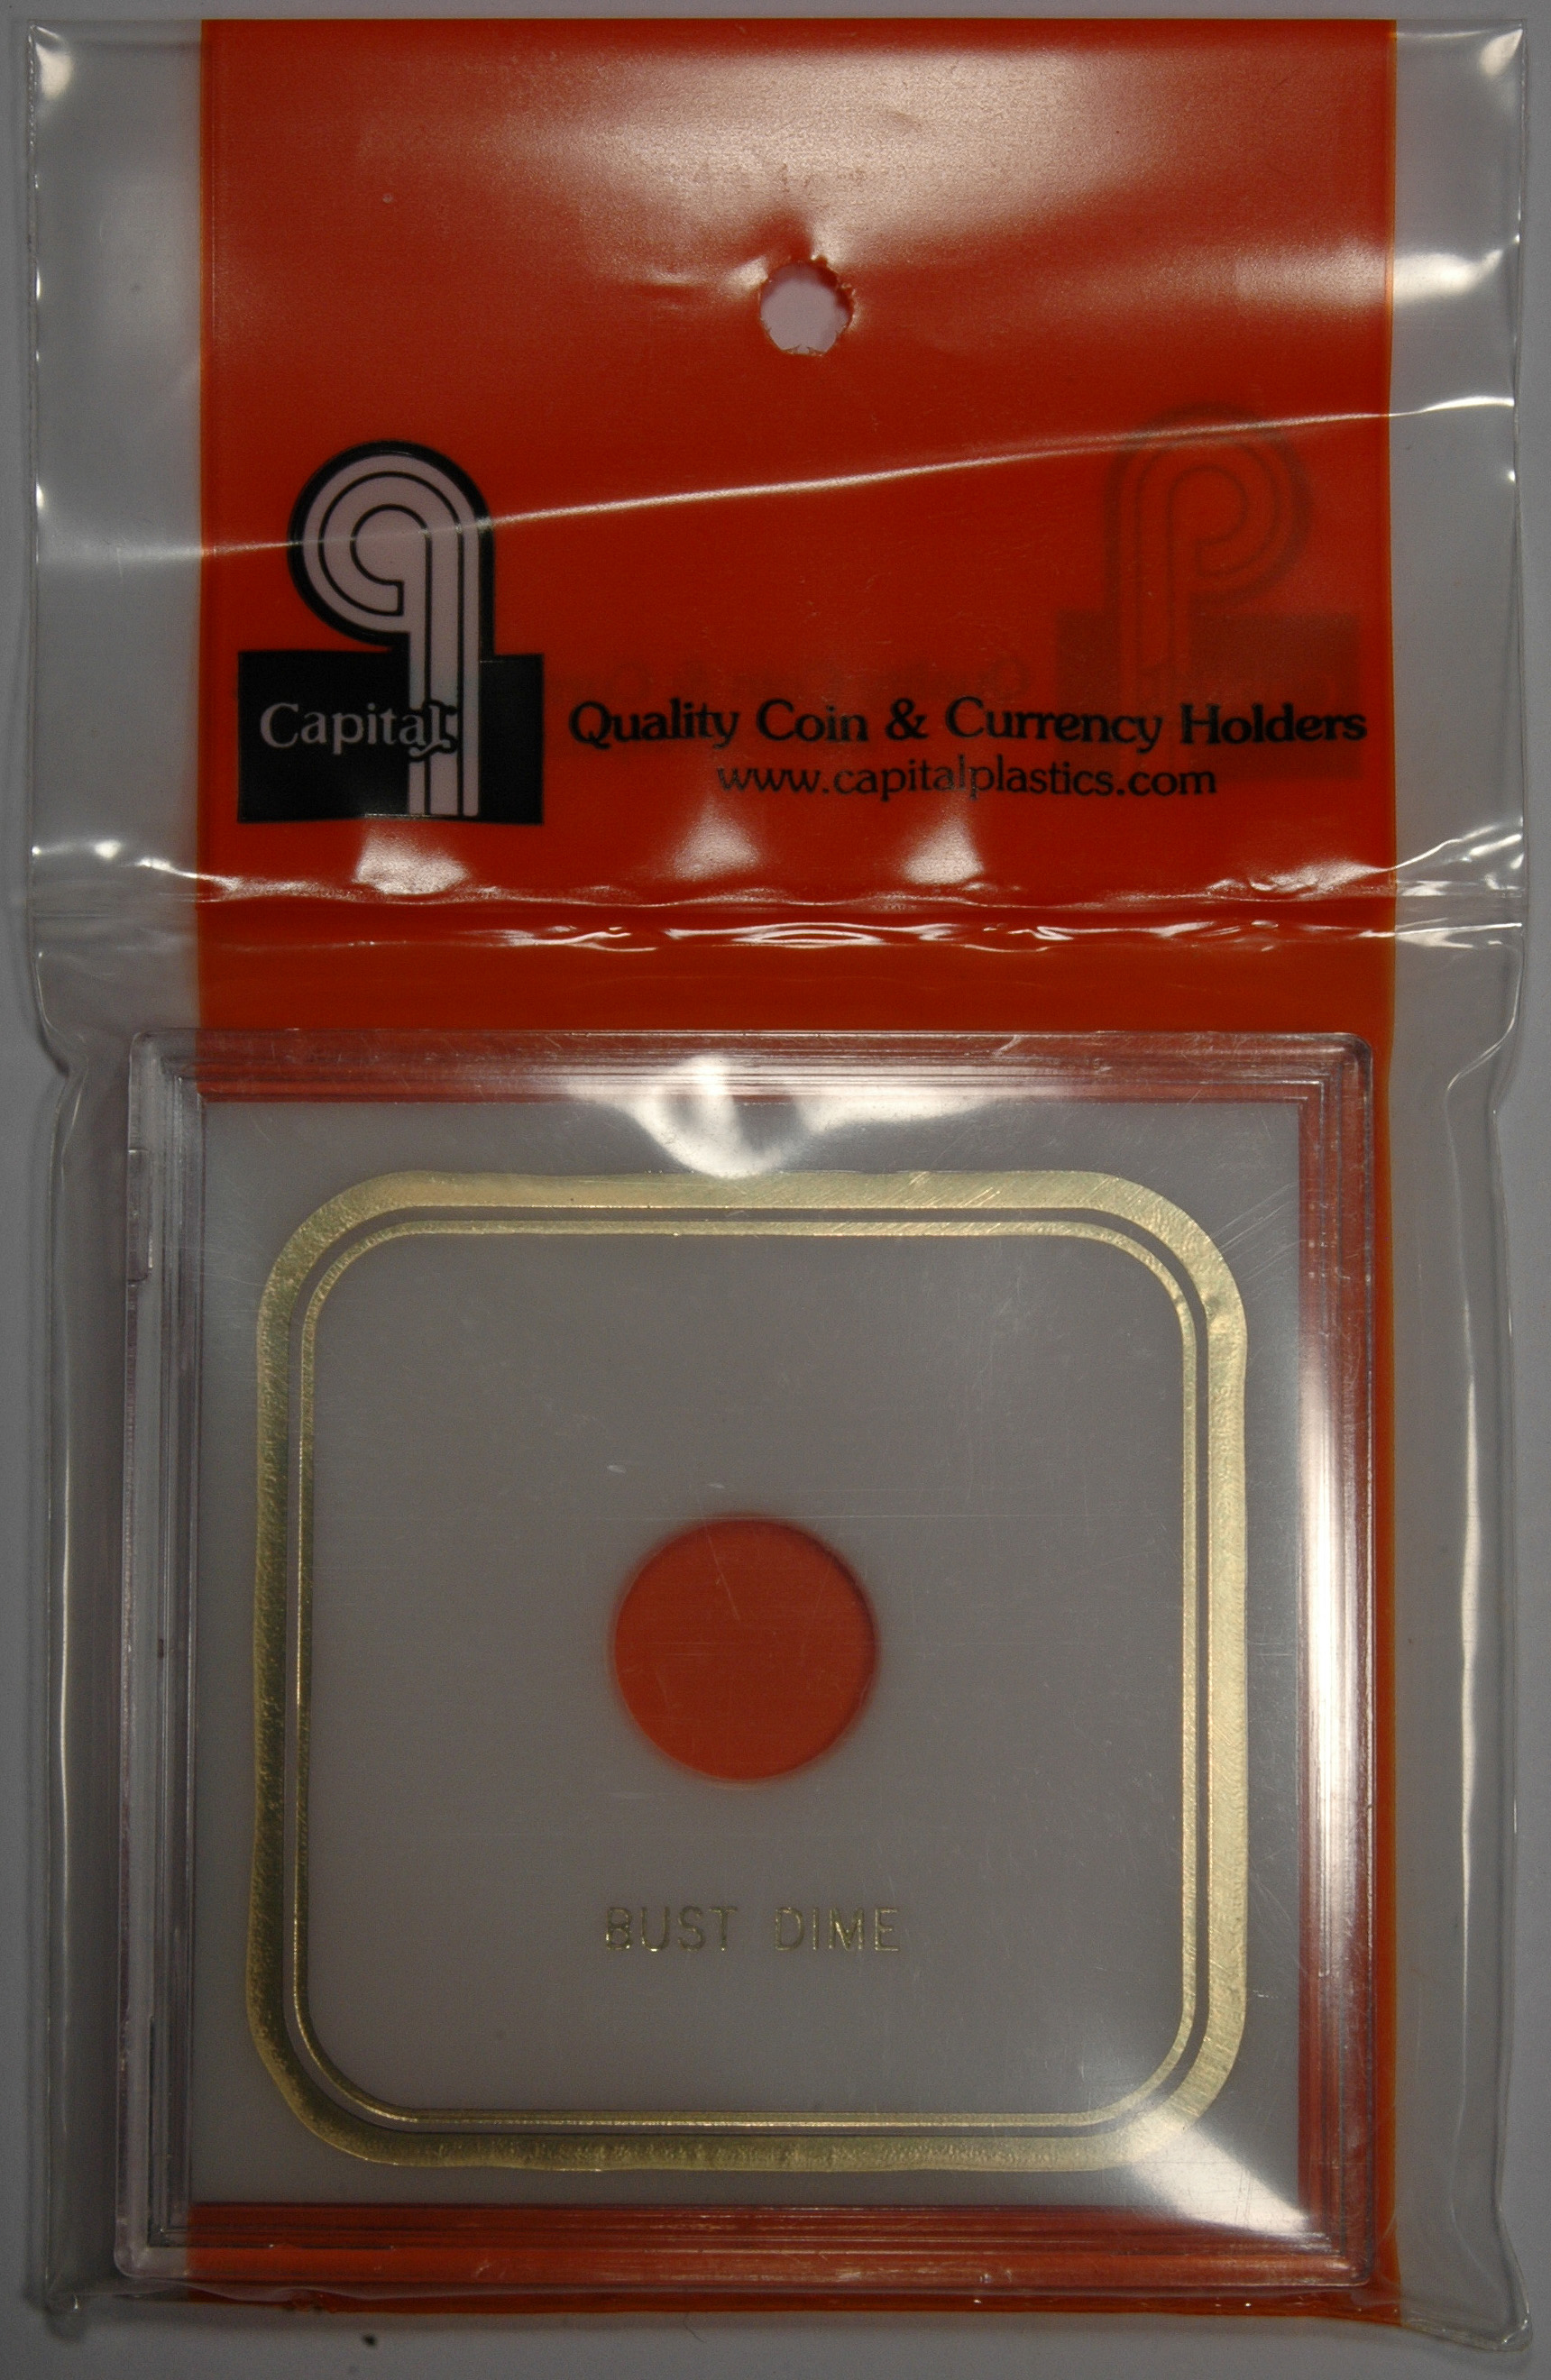 Capital
Quality Coin & Currency Holders
www.capitalplastics.com
BUST DIME